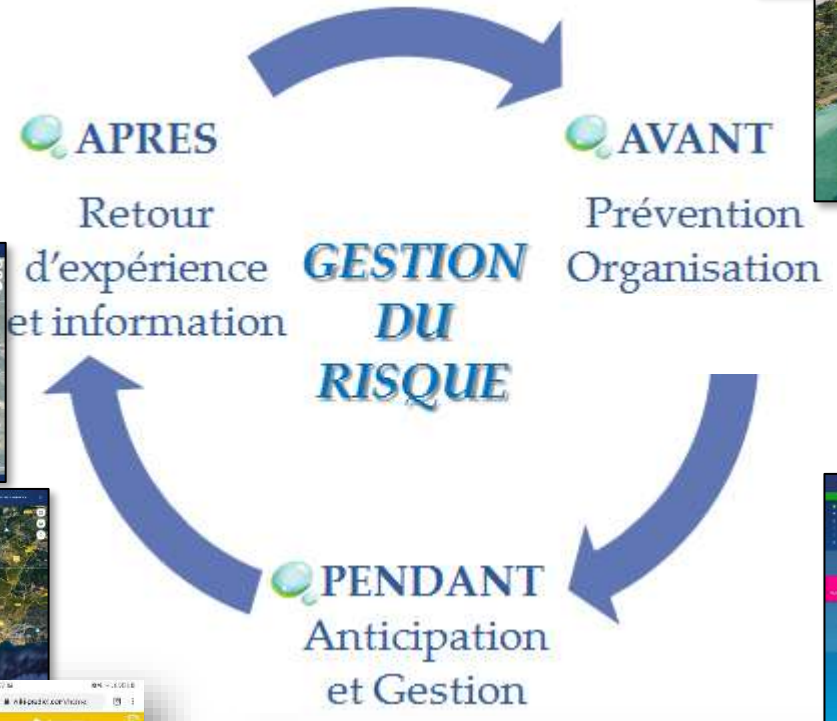 APRES
Retour
d'expérience
et information
GESTION
DU
RISQUE
AVANT
Prévention
Organisation
PENDANT
Anticipation
et Gestion